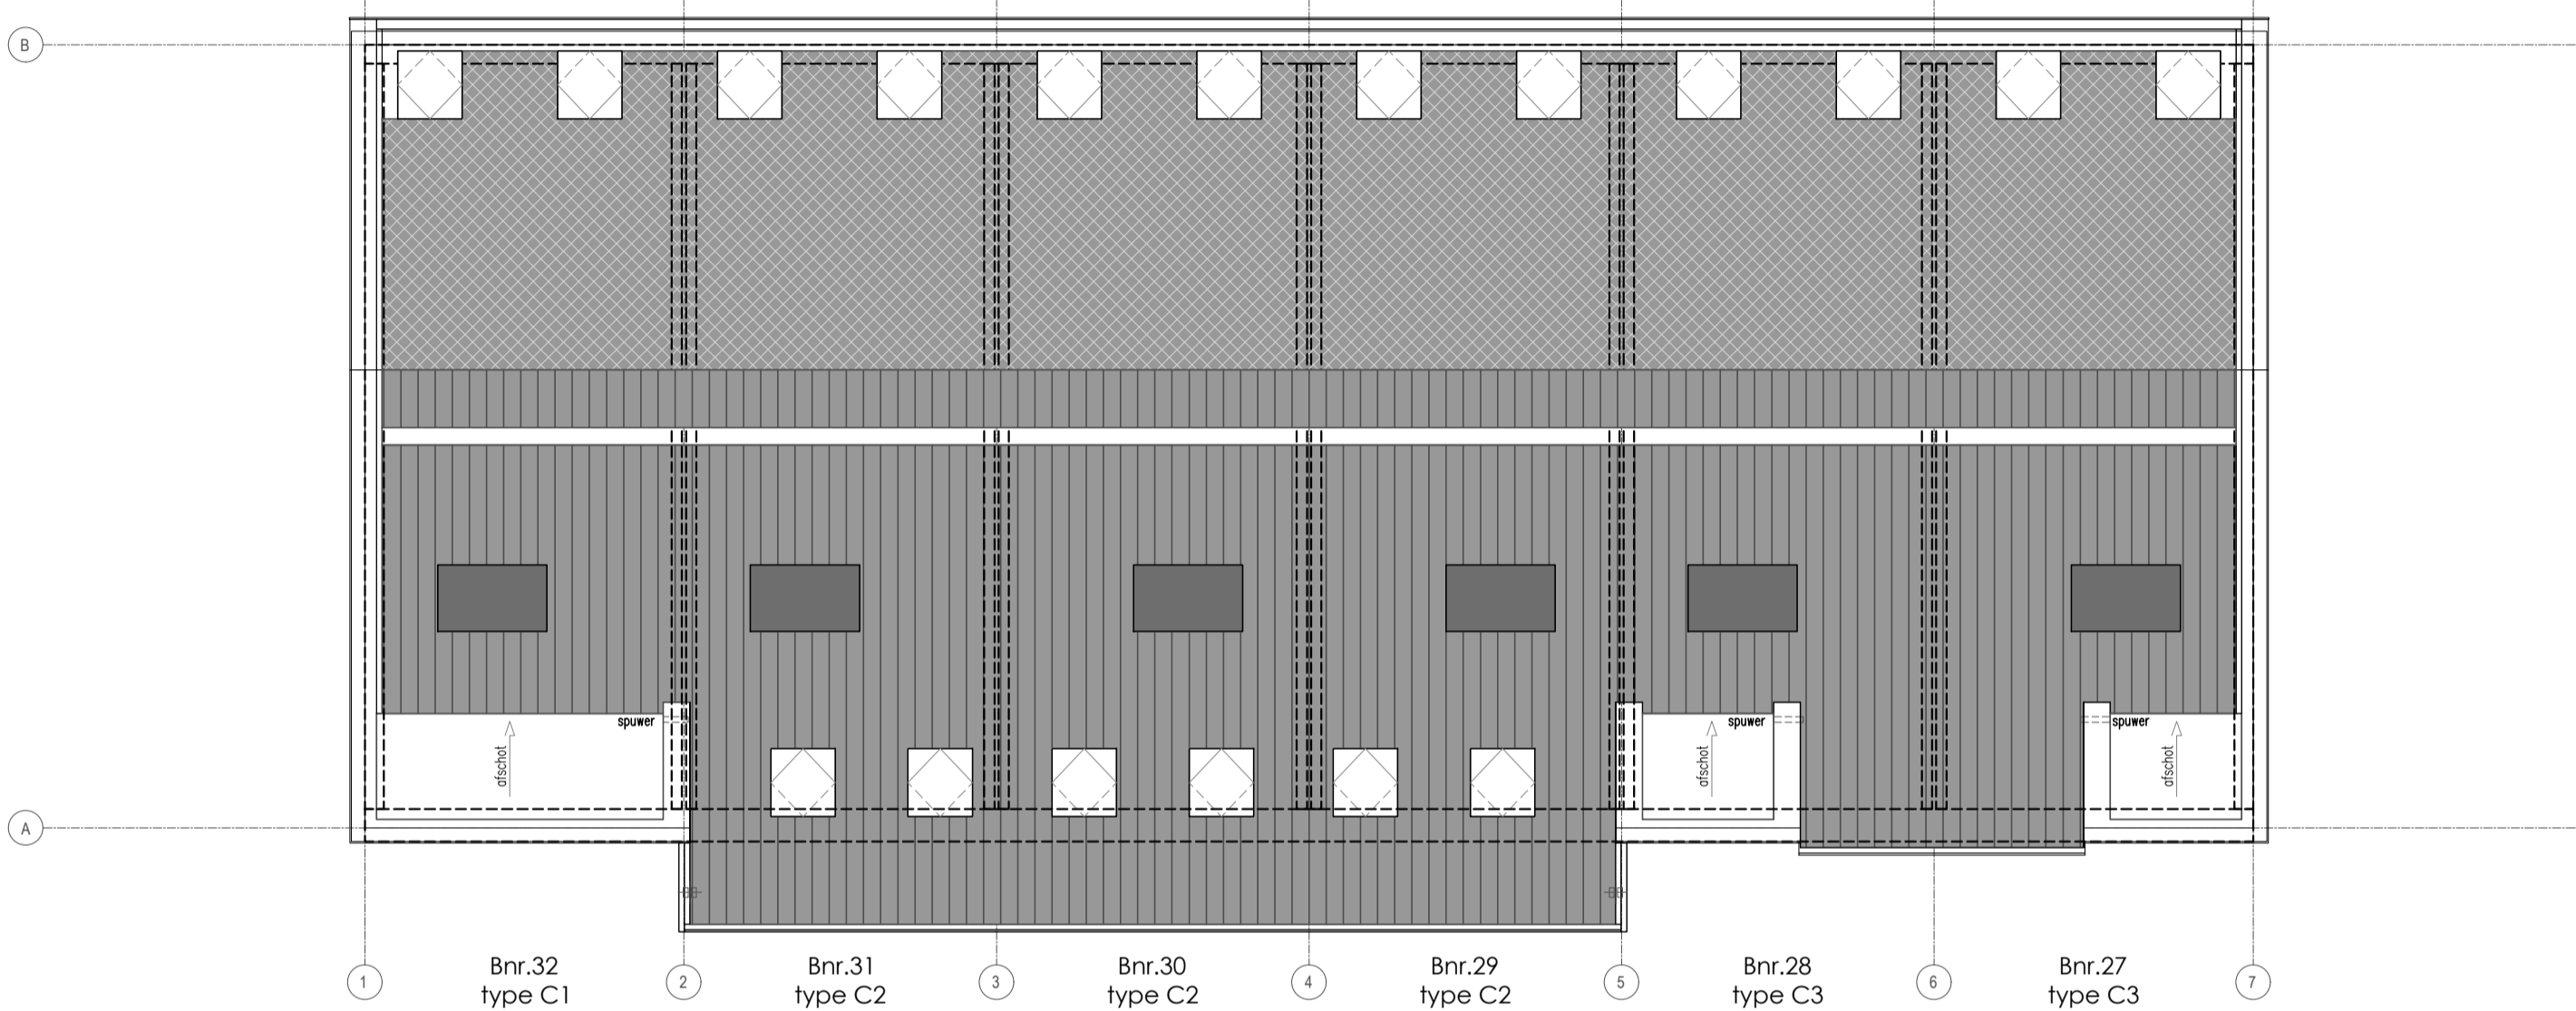 B
spuwer
spuwer
spuwer
afschot
afschot
afschot
A
Bnr.32
type C1
Bnr.31
type C2
Bnr.30
type C2
Bnr.29
type C2
Bnr.28
type C3
Bnr.27
type C3
1
2
3
4
5
6
7